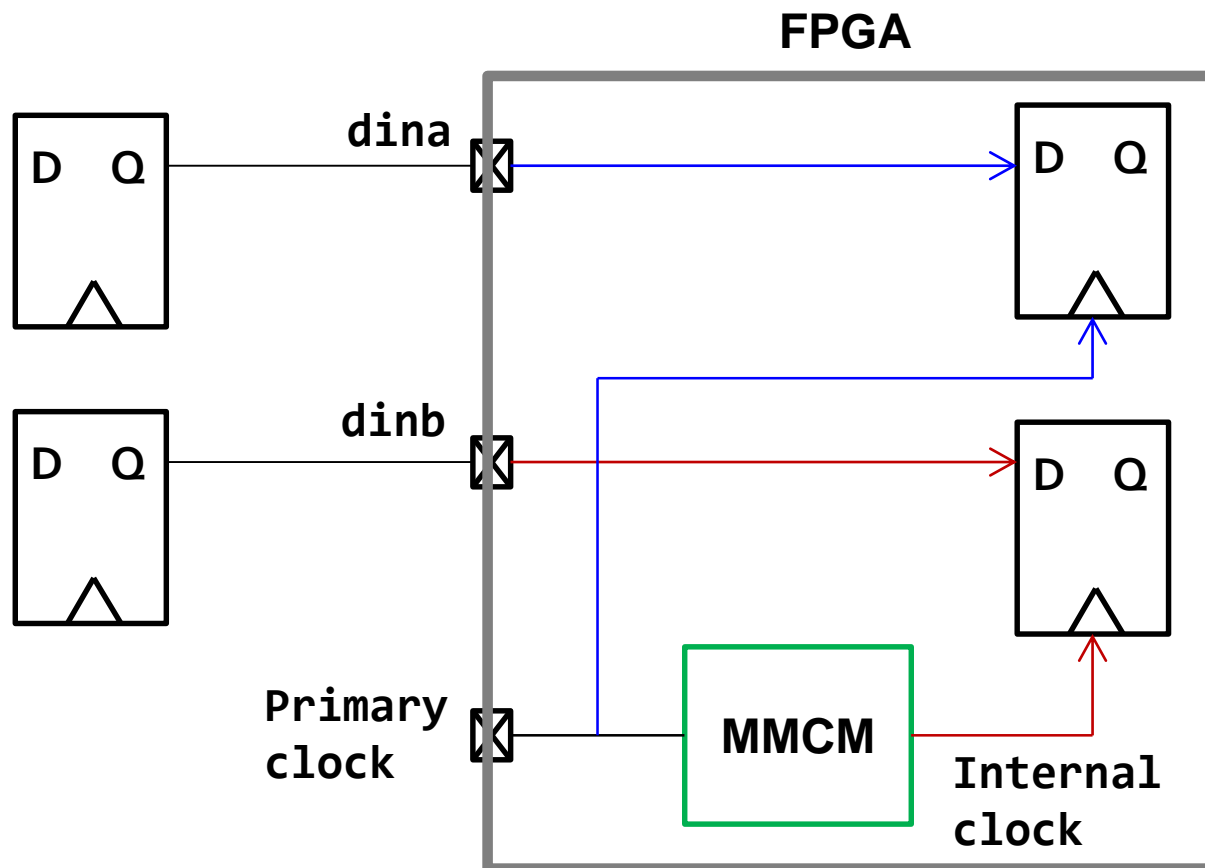 FPGA
dina
D Q
D Q
dinb
D Q
D Q
Primary
clock
MMCM
Internal
clock